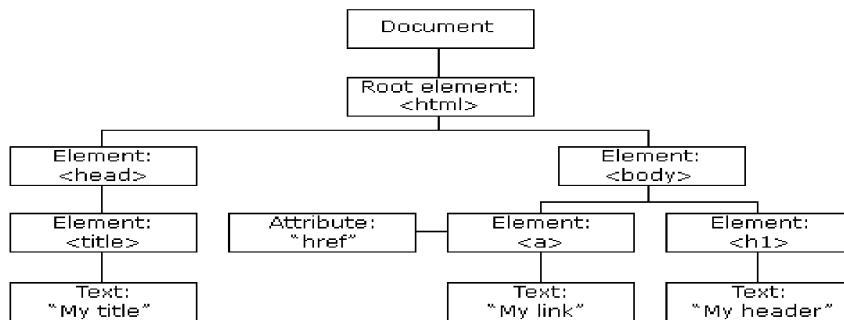 Document
Root element:
<html>
Element:
<head>
Element:
<body>
Element:
<title>
Attribute:
“href”
Element:
<a>
Element:
<h1>
Text:
“My title”
Text:
“My link”
Text:
“My header”